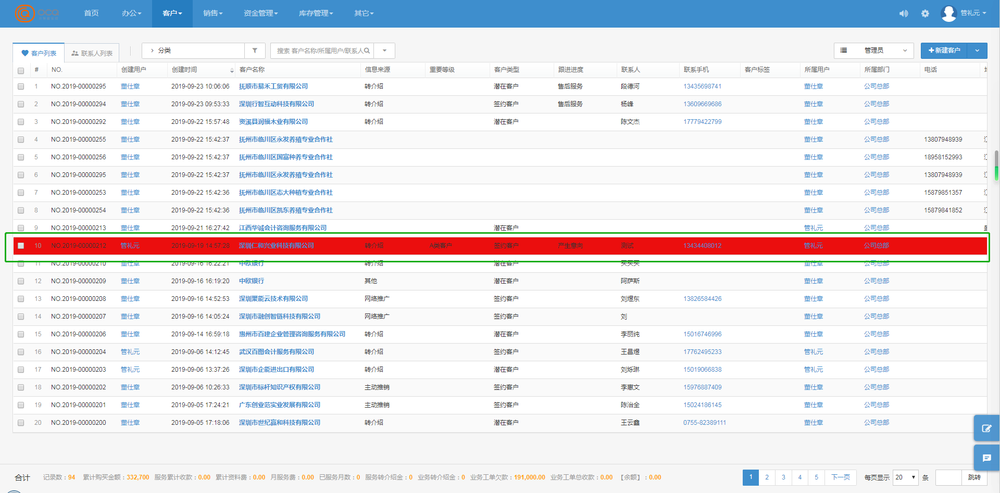 oca 首页 办公 客户 销售 资金管理 库存管理 其它 管礼元
客户列表 联系人列表 分类 搜索 客户名称/所属用户/联系人 管理员 新建客户
# NO. 创建用户 创建时间 客户名称 信息来源 重要等级 客户类型 跟进进度 联系人 联系手机 客户标签 所属用户 所属部门 电话
1 NO.2019-00000295 董仕章 2019-09-23 10:06:06 抚顺市易禾工贸有限公司 转介绍 潜在客户 售后服务 段德河 13435698741 董仕章 公司总部
2 NO.2019-00000294 董仕章 2019-09-23 09:53:33 深圳行智互动科技有限公司 转介绍 签约客户 售后服务 杨峰 13609669686 董仕章 公司总部
3 NO.2019-00000292 董仕章 2019-09-22 15:57:48 资溪县润福木业有限公司 转介绍 潜在客户 陈文杰 17779422799 董仕章 公司总部
4 NO.2019-00000255 董仕章 2019-09-22 15:42:37 抚州市临川区永发养殖专业合作社 董仕章 公司总部 13807948939
5 NO.2019-00000256 董仕章 2019-09-22 15:42:37 抚州市临川区国富种养专业合作社 董仕章 公司总部 18958152993
6 NO.2019-00000295 董仕章 2019-09-22 15:42:37 抚州市临川区永发养殖专业合作社 董仕章 公司总部 13807948939
7 NO.2019-00000253 董仕章 2019-09-22 15:42:36 抚州市临川区志大种植专业合作社 董仕章 公司总部 15879851357
8 NO.2019-00000254 董仕章 2019-09-22 15:42:36 抚州市临川区凯东养殖专业合作社 董仕章 公司总部 15879841852
9 NO.2019-00000213 董仕章 2019-09-21 16:27:42 江西华诚会计咨询服务有限公司 潜在客户 管礼元 公司总部
10 NO.2019-00000212 管礼元 2019-09-19 14:57:23 深圳仁和兴业科技有限公司 转介绍 A类客户 签约客户 产生意向 测试 13434408012 管礼元 公司总部
11 NO.2019-00000210 董仕章 2019-09-16 16:22:21 中欧银行 转介绍 潜在客户 董仕章 公司总部
12 NO.2019-00000209 董仕章 2019-09-16 16:19:20 中欧银行 其他 潜在客户 阿萨斯 董仕章 公司总部
13 NO.2019-00000208 董仕章 2019-09-16 14:52:53 深圳聚能云技术有限公司 网络推广 签约客户 刘煜东 13826584426 董仕章 公司总部
14 NO.2019-00000207 董仕章 2019-09-16 14:05:24 深圳市融创智链科技有限公司 网络推广 签约客户 刘 董仕章 公司总部
15 NO.2019-00000206 董仕章 2019-09-14 16:59:18 惠州市百建企业管理咨询服务有限公司 转介绍 潜在客户 李丽纯 15016746996 董仕章 公司总部
16 NO.2019-00000204 管礼元 2019-09-06 14:12:45 武汉百图会计服务有限公司 转介绍 签约客户 王昌煜 17762495233 管礼元 公司总部
17 NO.2019-00000203 管礼元 2019-09-06 13:37:26 深圳市企能进出口有限公司 转介绍 潜在客户 刘烁琳 15019066838 管礼元 公司总部
18 NO.2019-00000202 董仕章 2019-09-06 10:26:33 深圳市标杆知识产权有限公司 主动推销 签约客户 李惠文 15976887409 董仕章 公司总部
19 NO.2019-00000201 董仕章 2019-09-05 17:24:21 广东创业范实业发展有限公司 主动推销 签约客户 陈治全 15024186145 董仕章 公司总部
20 NO.2019-00000200 董仕章 2019-09-05 17:18:06 深圳市世纪赢和科技有限公司 转介绍 潜在客户 王云鑫 0755-82389111 董仕章 公司总部
合计 记录数：94 累计购买金额：332,700 服务累计收款：0.00 累计资料费：0.00 月服务费：0.00 已服务月数：0 服务转介绍金：0 业务转介绍金：0 业务工单欠款：191,000.00 业务工单总收款：0.00 【余额】：0.00 1 2 3 4 5 下一页 每页显示 20 条 跳转